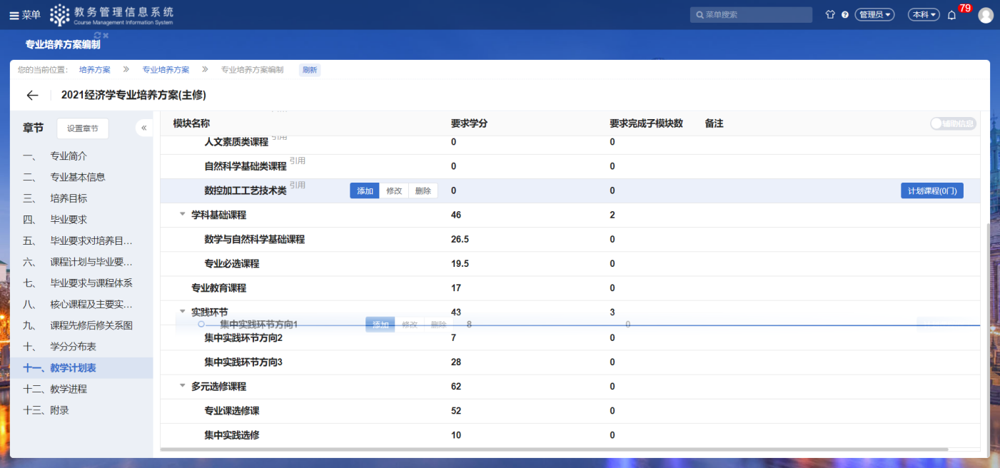 菜单 教务管理信息系统 菜单搜索 管理员 本科 79
Course Management Information System
专业培养方案编制
您的当前位置: 培养方案 专业培养方案 专业培养方案编制 刷新
2021经济学专业培养方案(主修)
章节 设置章节
一、 专业简介
二、 专业基本信息
三、 培养目标
四、 毕业要求
五、 毕业要求对培养目...
六、 课程计划与毕业要...
七、 毕业要求与课程体系
八、 核心课程及主要实...
九、 课程先修后修关系图
十、 学分分布表
十一、教学计划表
十二、教学进程
十三、附录
模块名称 要求学分 要求完成子模块数 备注 辅助信息
人文素质类课程 引用 0 0
自然科学基础类课程 引用 0 0
数控加工工艺技术类 引用 添加 修改 删除 0 0 计划课程(0门)
学科基础课程 46 2
数学与自然科学基础课程 26.5 0
专业必选课程 19.5 0
专业教育课程 17 0
实践环节 43 3
集中实践环节方向1 添加 修改 删除 8 0
集中实践环节方向2 7 0
集中实践环节方向3 28 0
多元选修课程 62 0
专业课选修课 52 0
集中实践选修 10 0